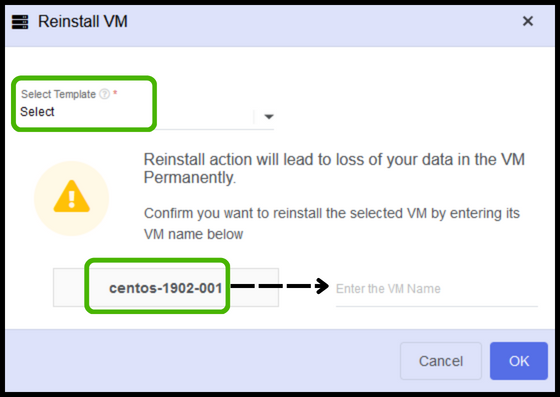 Reinstall VM
Select Template ? *
Select
Reinstall action will lead to loss of your data in the VM
Permanently.
Confirm you want to reinstall the selected VM by entering its
VM name below
centos-1902-001
Enter the VM Name
Cancel
OK